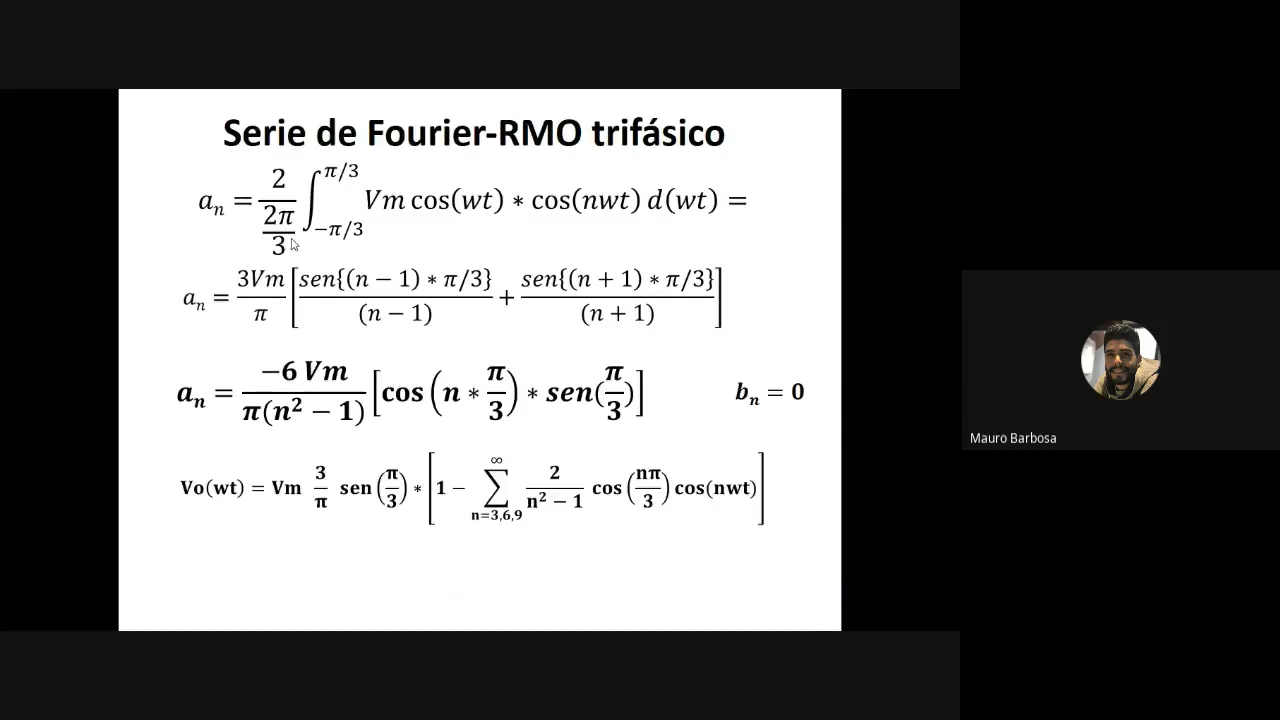 Serie de Fourier-RMO trifásico
aₙ = 2/(2π/3) ∫_{−π/3}^{π/3} Vm cos(wt) ∗ cos(nwt) d(wt) =
aₙ = 3Vm/π [sen{(n − 1) ∗ π/3}/(n − 1) + sen{(n + 1) ∗ π/3}/(n + 1)]
aₙ = −6 Vm/π(n² − 1) [cos(n ∗ π/3) ∗ sen(π/3)] bₙ = 0
Vo(wt) = Vm 3/π sen(π/3) ∗ [1 − ∑_{n=3,6,9}^{∞} 2/(n² − 1) cos(nπ/3) cos(nwt)]
Mauro Barbosa